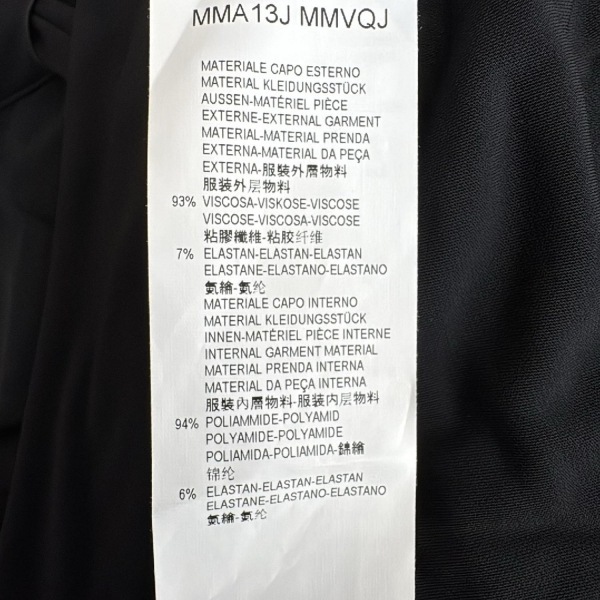 MMA13J MMVQJ
MATERIALE CAPO ESTERNO
MATERIAL KLEIDUNGSSTÜCK
AUSSEN-MATÉRIEL PIÈCE
EXTERNE-EXTERNAL GARMENT
MATERIAL-MATERIAL PRENDA
EXTERNA-MATERIAL DA PEÇA
EXTERNA-服裝外層物料
服装外层物料
93% VISCOSA-VISKOSE-VISCOSE
VISCOSE-VISCOSA-VISCOSE
粘膠纖維-粘胶纤维
7% ELASTAN-ELASTAN-ELASTAN
ELASTANE-ELASTANO-ELASTANO
氨綸-氨纶
MATERIALE CAPO INTERNO
MATERIAL KLEIDUNGSSTÜCK
INNEN-MATÉRIEL PIÈCE INTERNE
INTERNAL GARMENT MATERIAL
MATERIAL PRENDA INTERNA
MATERIAL DA PEÇA INTERNA
服裝內層物料-服装内层物料
94% POLIAMMIDE-POLYAMID
POLYAMIDE-POLYAMIDE
POLIAMIDA-POLIAMIDA-錦綸
锦纶
6% ELASTAN-ELASTAN-ELASTAN
ELASTANE-ELASTANO-ELASTANO
氨綸-氨纶